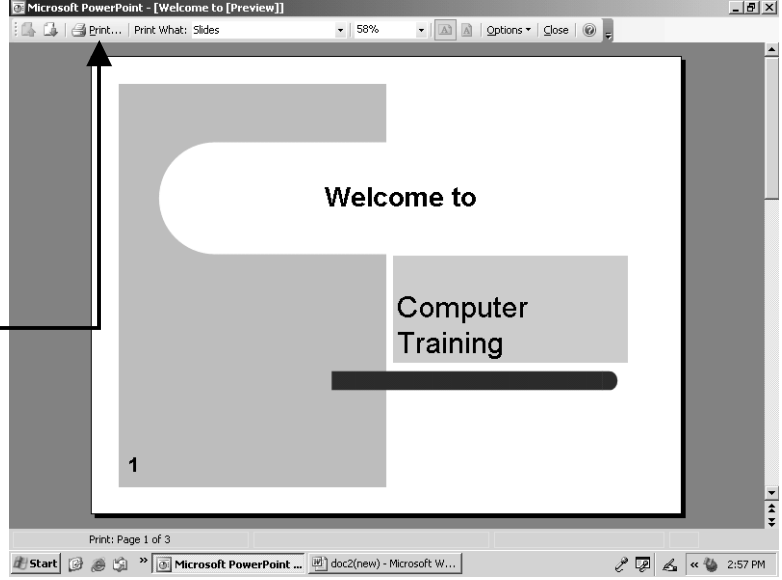 Microsoft PowerPoint - [Welcome to [Preview]]
Print... Print What: Slides 58% Options Close
Welcome to
Computer
Training
1
Print: Page 1 of 3
Start » Microsoft PowerPoint ... doc2(new) - Microsoft W... « 2:57 PM